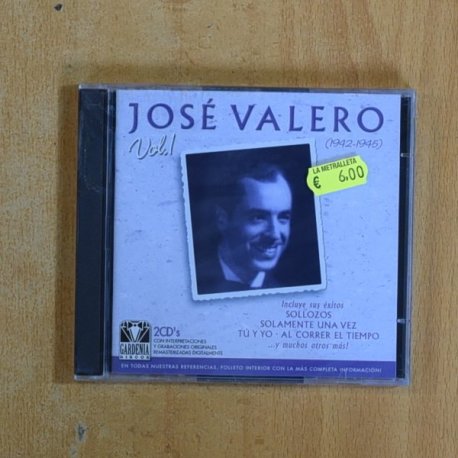 JOSÉ VALERO
Vol.1
(1942-1945)
LA METRALLETA
€ 6,00
Incluye sus éxitos
SOLLOZOS
SOLAMENTE UNA VEZ
TÚ Y YO - AL CORRER EL TIEMPO
...y muchos otros más!
2CD's
CON INTERPRETACIONES
Y GRABACIONES ORIGINALES
REMASTERIZADAS DIGITALMENTE
GARDENIA
DISCOS
EN TODAS NUESTRAS REFERENCIAS, FOLLETO INTERIOR CON LA MÁS COMPLETA INFORMACIÓN!